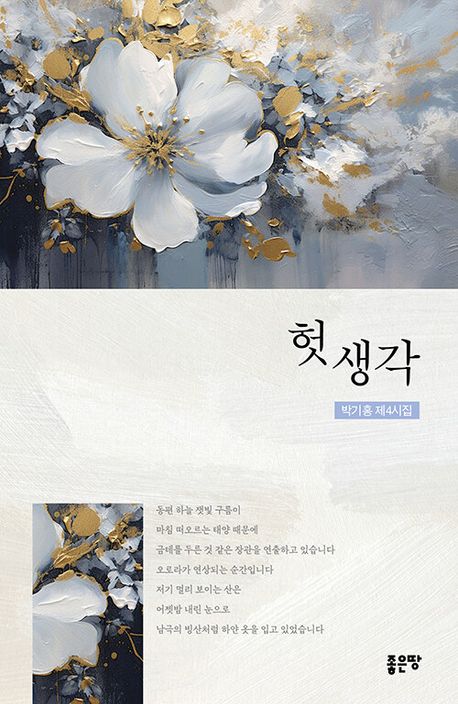 헛생각
박기홍 제4시집
동편 하늘 잿빛 구름이
마침 떠오르는 태양 때문에
금테를 두른 것 같은 장관을 연출하고 있습니다
오로라가 연상되는 순간입니다
저기 멀리 보이는 산은
어젯밤 내린 눈으로
남극의 빙산처럼 하얀 옷을 입고 있었습니다
좋은땅